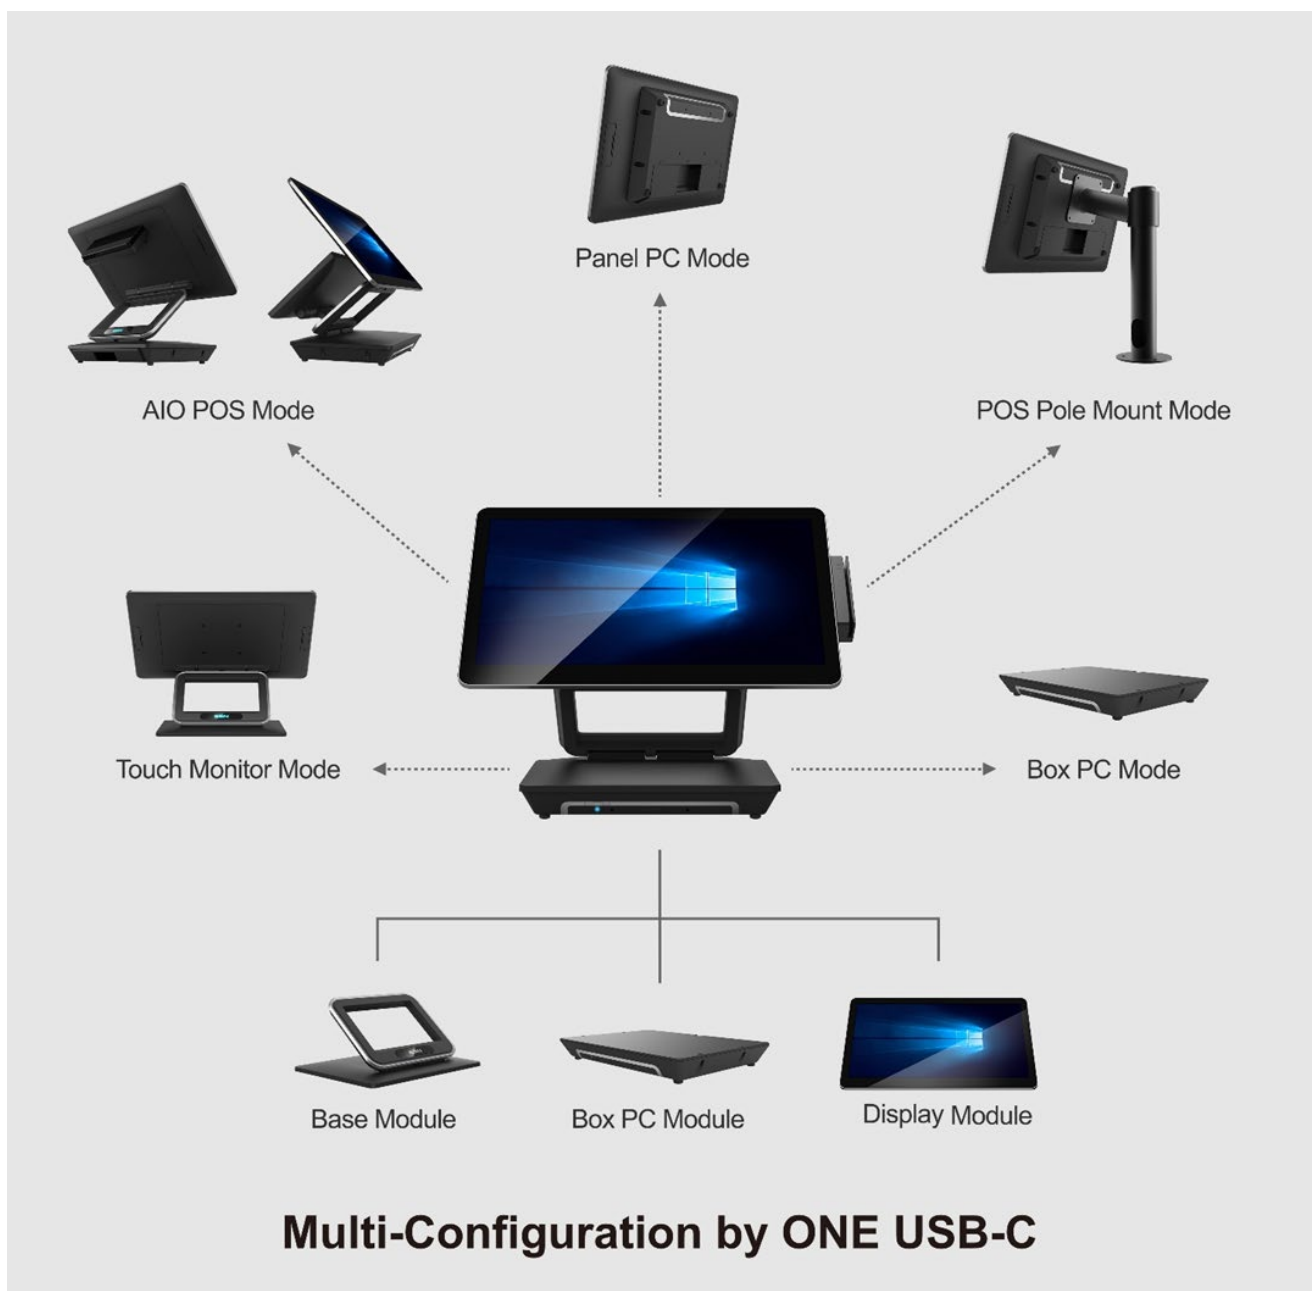 Panel PC Mode
AIO POS Mode
POS Pole Mount Mode
Touch Monitor Mode
Box PC Mode
Base Module
Box PC Module
Display Module
Multi-Configuration by ONE USB-C